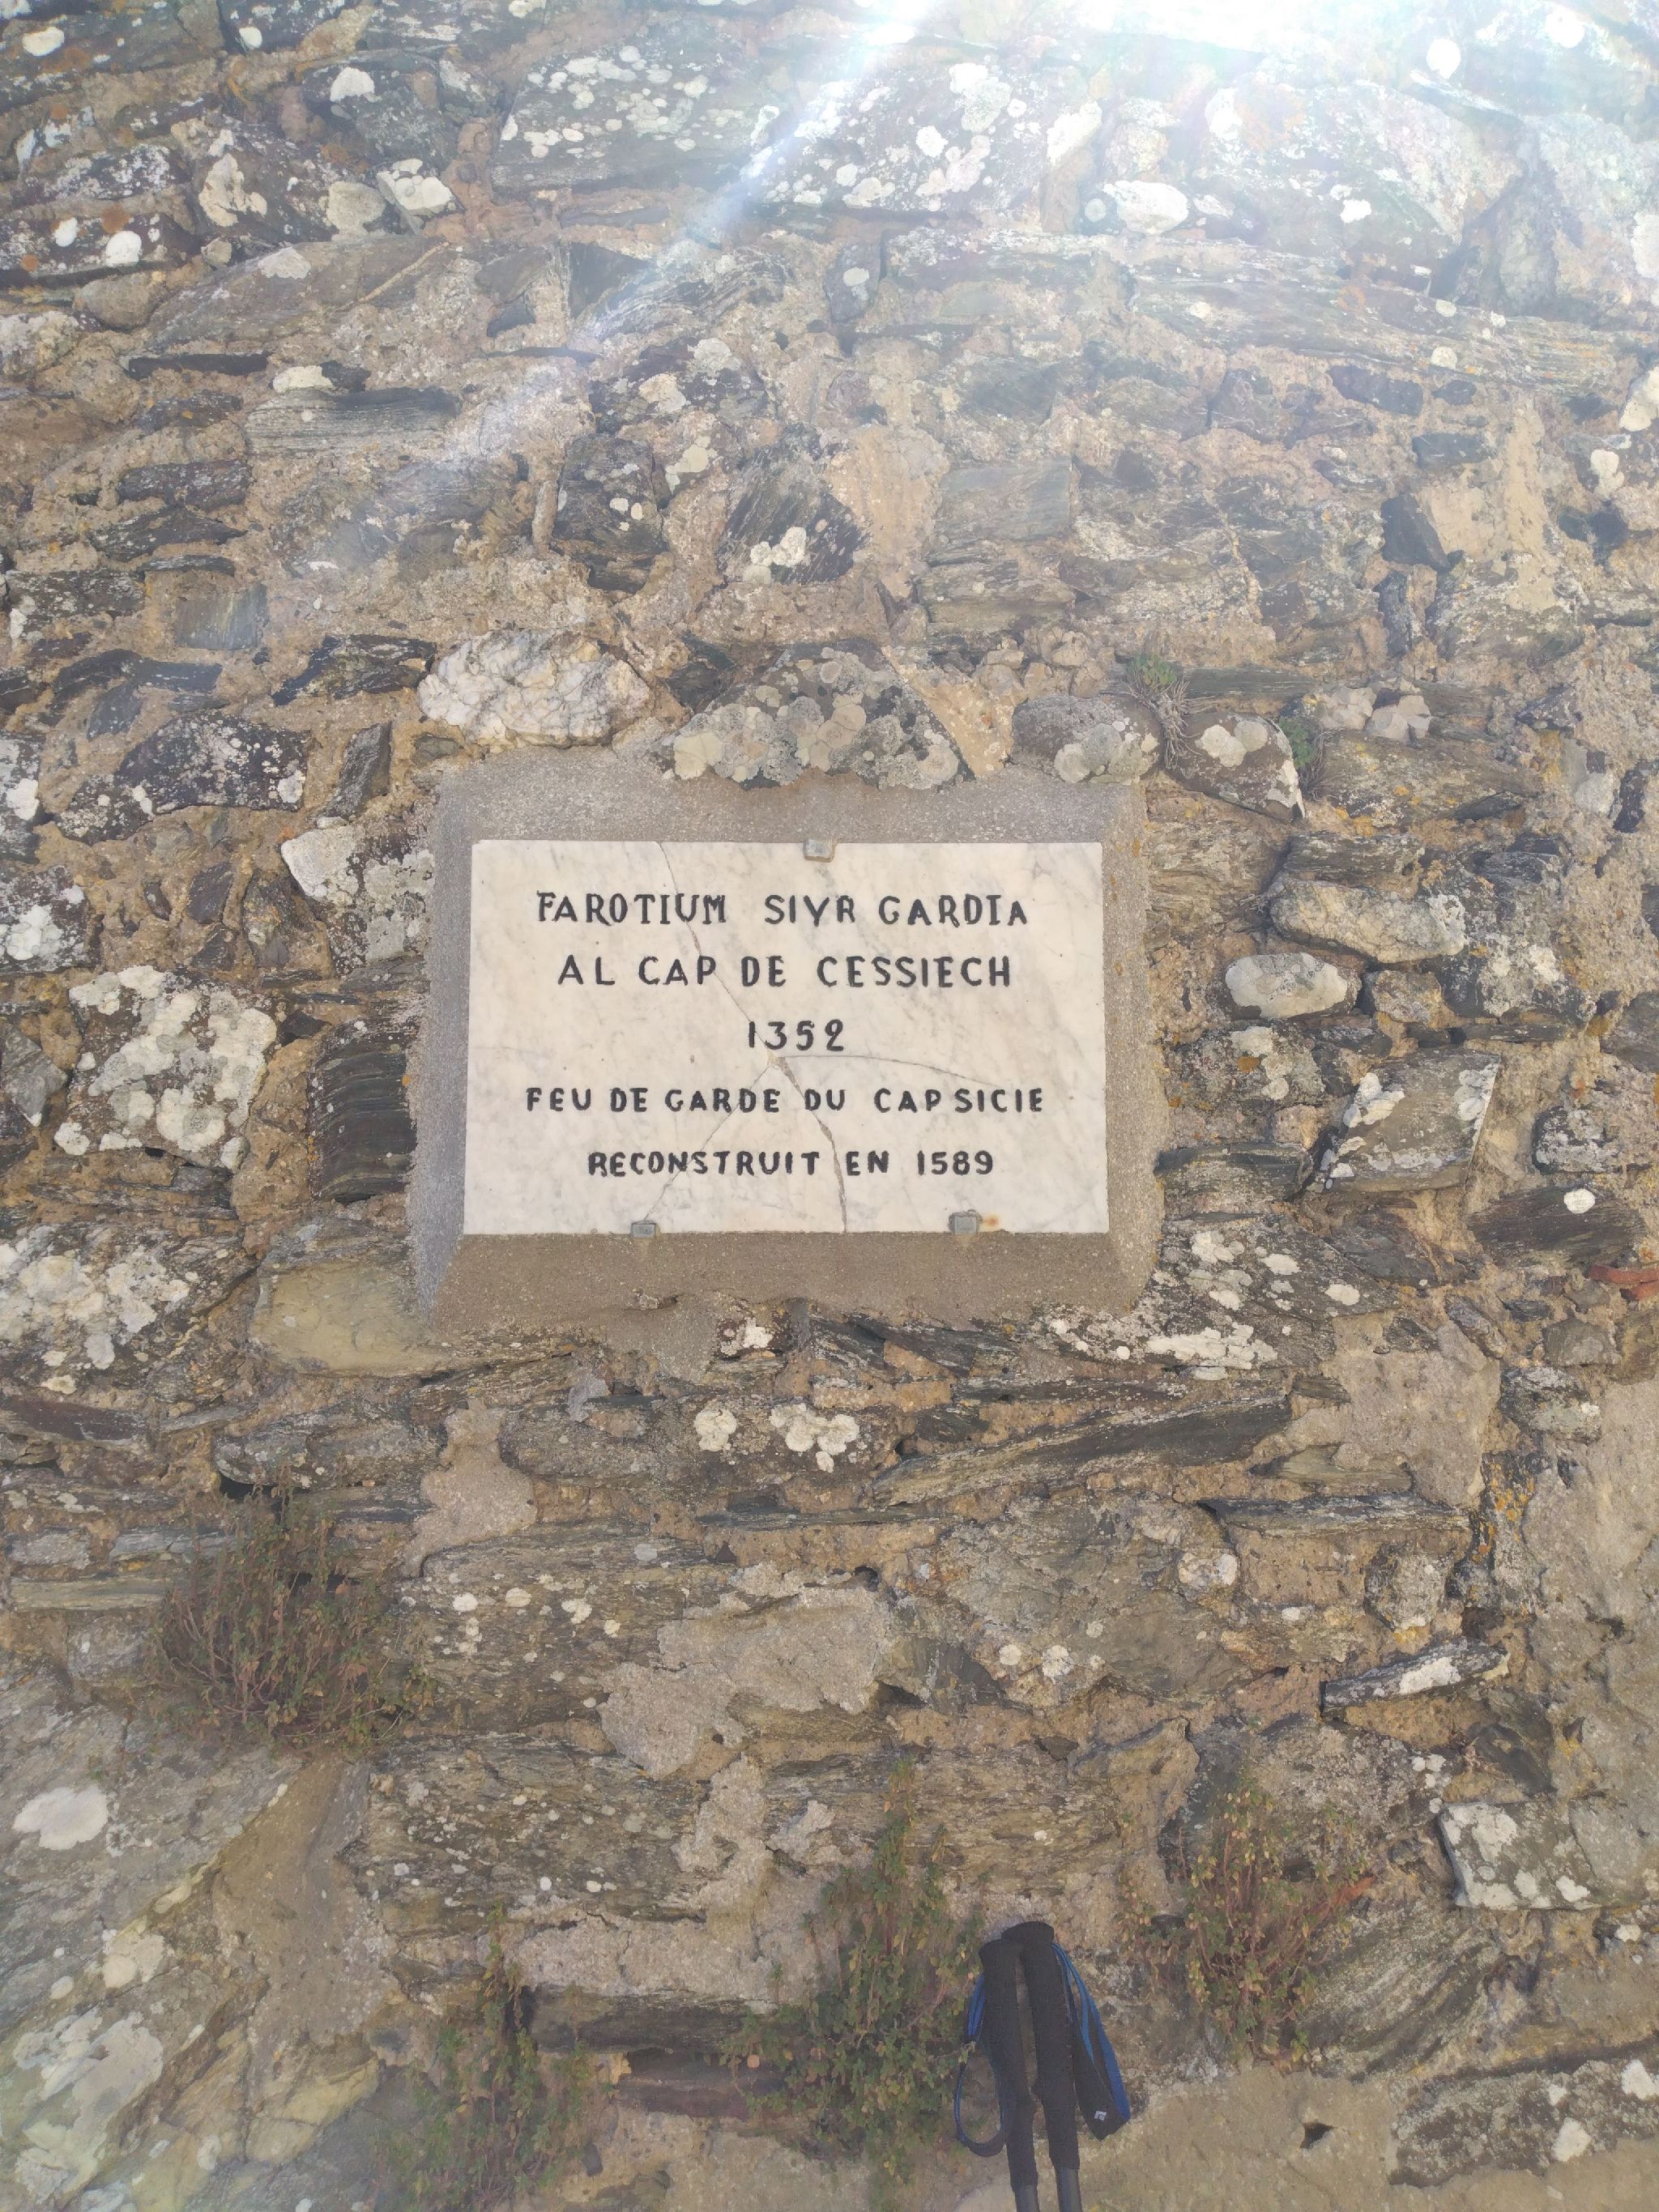 FAROTIUM SIVR GARDIA
AL CAP DE CESSIECH
1352
FEU DE GARDE DU CAP SICIE
RECONSTRUIT EN 1589